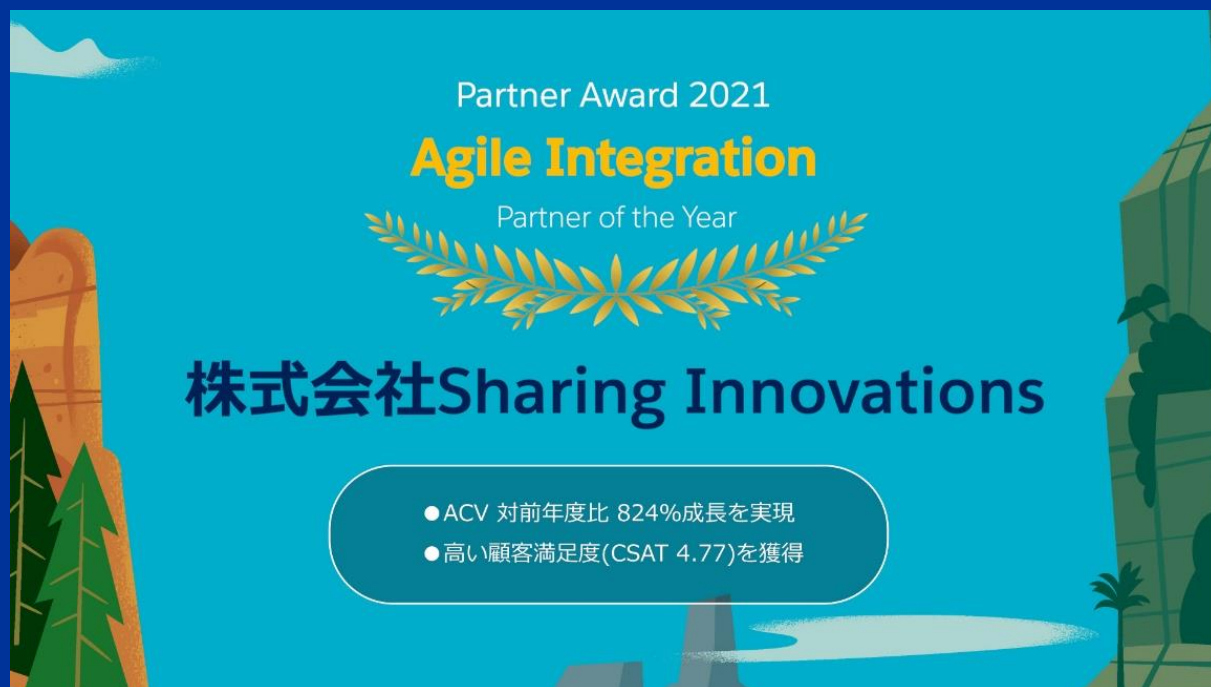 Partner Award 2021
Agile Integration
Partner of the Year
株式会社Sharing Innovations
●ACV 対前年度比 824%成長を実現
●高い顧客満足度(CSAT 4.77)を獲得